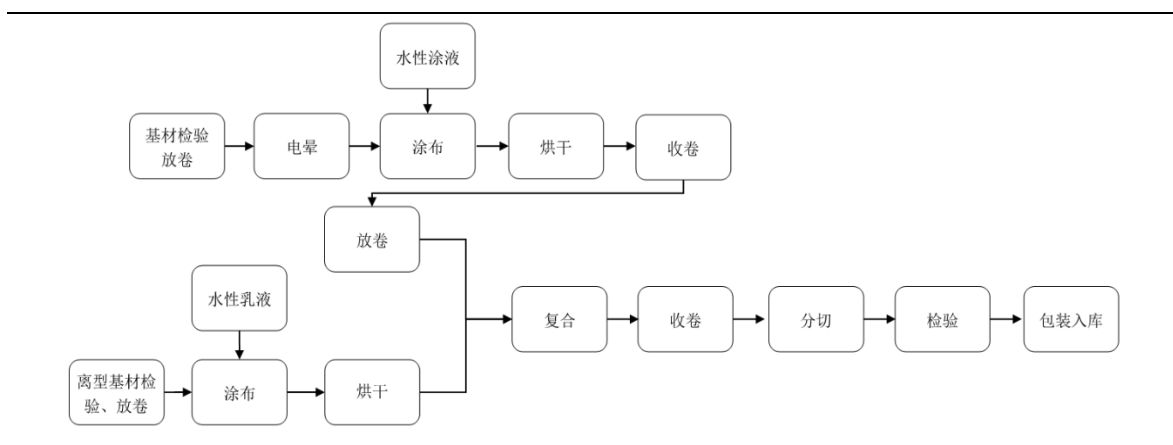 水性涂液
基材检验
放卷
电晕
涂布
烘干
收卷
放卷
水性乳液
复合
收卷
分切
检验
包装入库
离型基材检
验、放卷
涂布
烘干